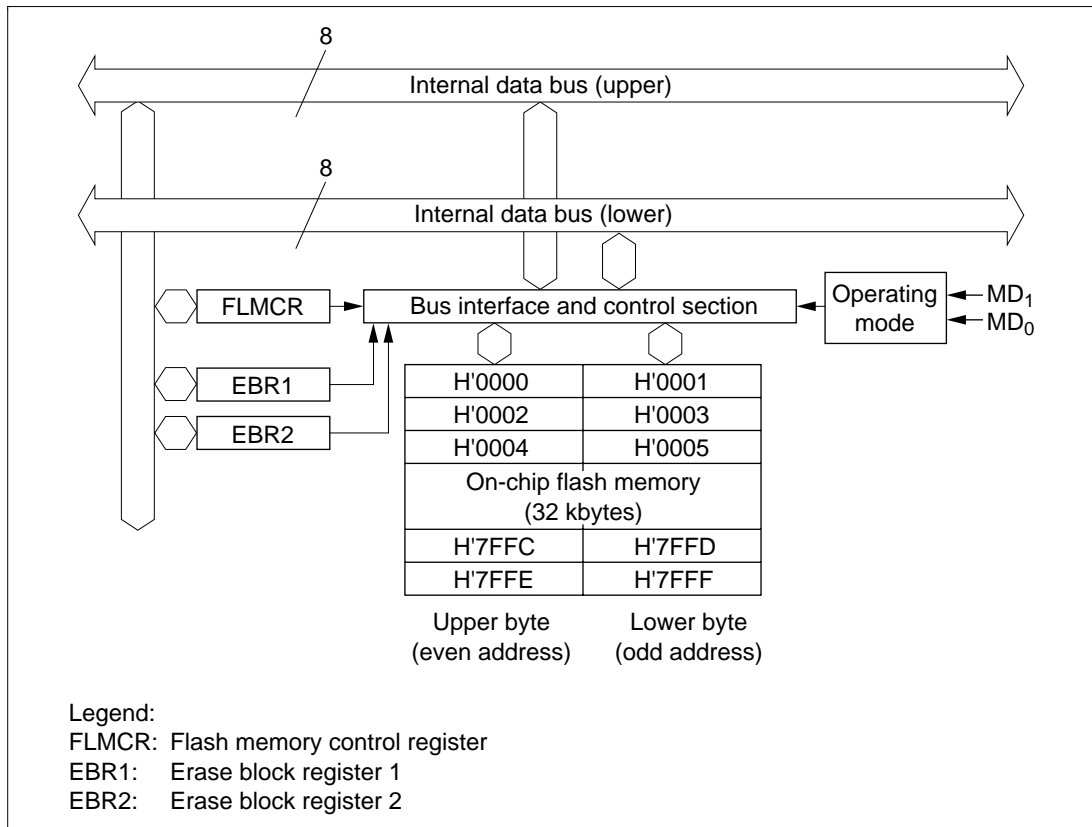 8
Internal data bus (upper)
8
Internal data bus (lower)
FLMCR
Bus interface and control section
Operating
mode
MD1
MD0
EBR1
EBR2
H'0000 H'0001
H'0002 H'0003
H'0004 H'0005
On-chip flash memory
(32 kbytes)
H'7FFC H'7FFD
H'7FFE H'7FFF
Upper byte
(even address)
Lower byte
(odd address)
Legend:
FLMCR: Flash memory control register
EBR1: Erase block register 1
EBR2: Erase block register 2